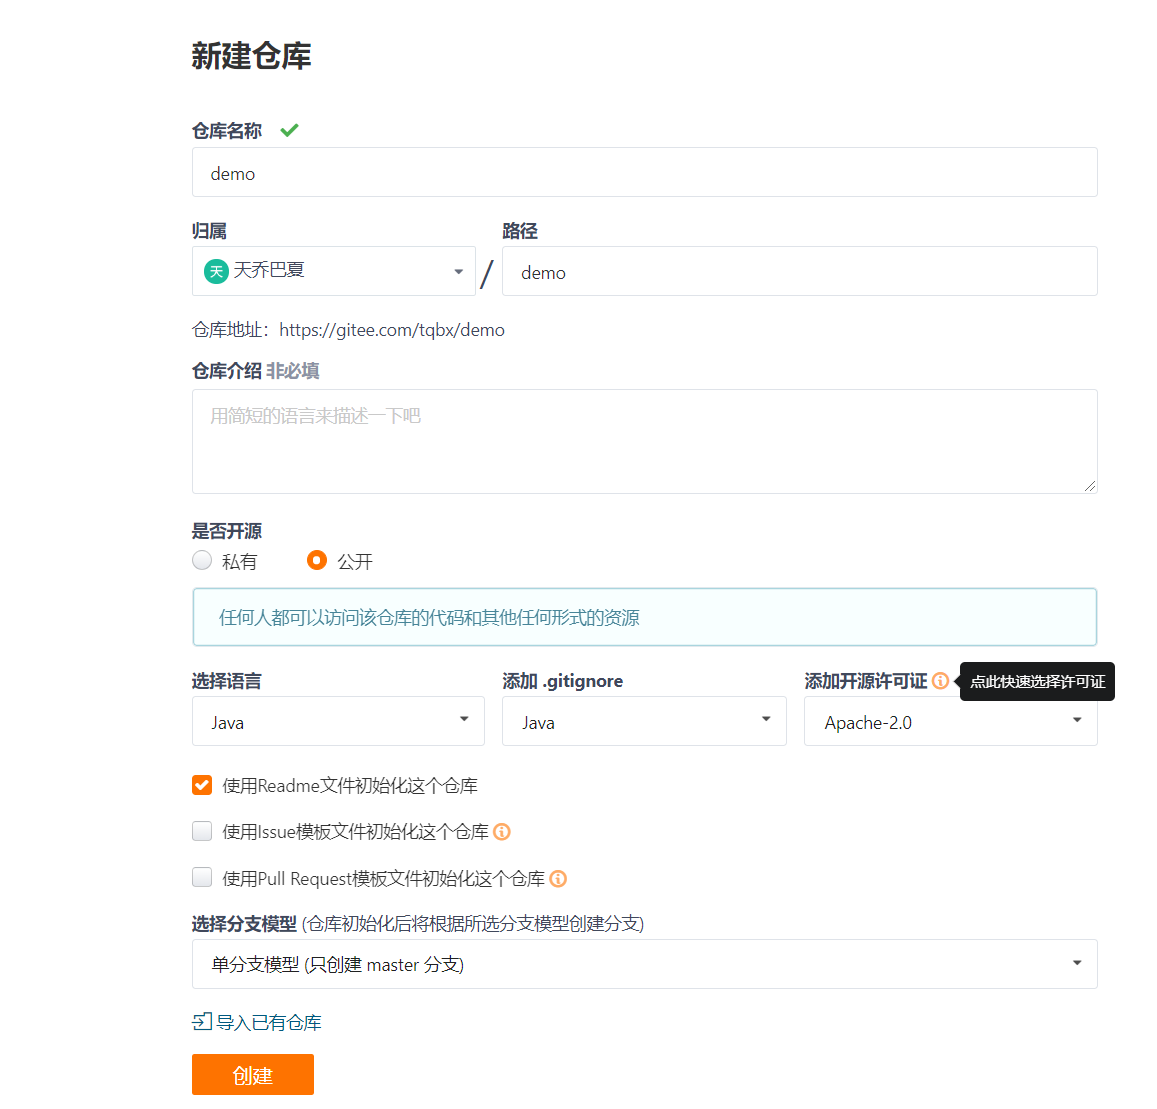 新建仓库
仓库名称
demo
归属 路径
天 天乔巴夏 / demo
仓库地址：https://gitee.com/tqbx/demo
仓库介绍 非必填
用简短的语言来描述一下吧
是否开源
私有 公开
任何人都可以访问该仓库的代码和其他任何形式的资源
选择语言 添加 .gitignore 添加开源许可证 点此快速选择许可证
Java Java Apache-2.0
使用Readme文件初始化这个仓库
使用Issue模板文件初始化这个仓库
使用Pull Request模板文件初始化这个仓库
选择分支模型 (仓库初始化后将根据所选分支模型创建分支)
单分支模型 (只创建 master 分支)
导入已有仓库
创建